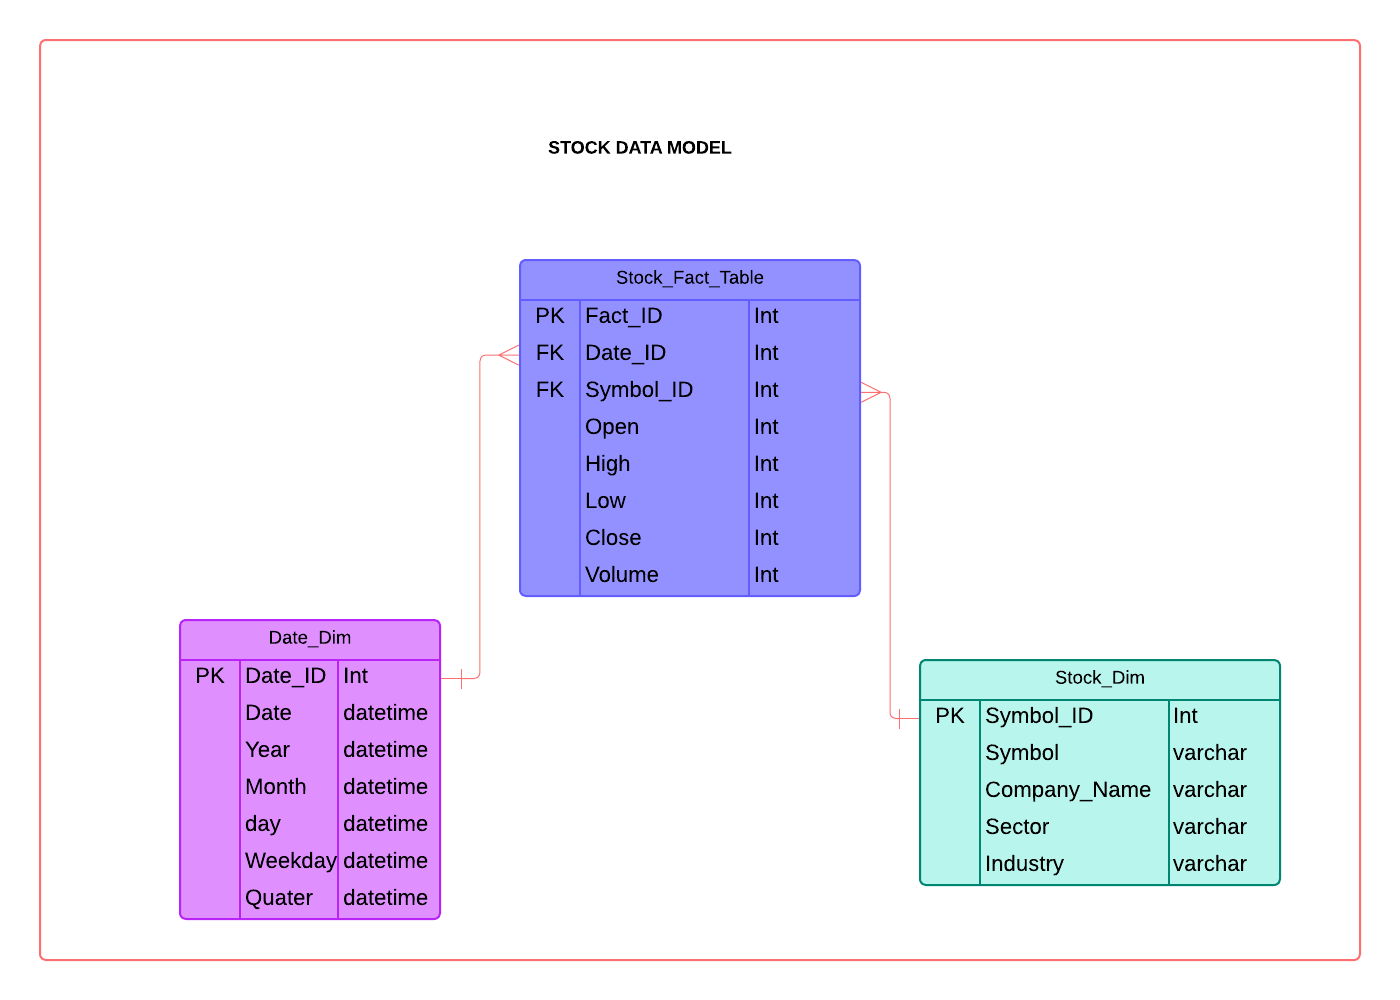 STOCK DATA MODEL
Stock_Fact_Table
PK Fact_ID Int
FK Date_ID Int
FK Symbol_ID Int
Open Int
High Int
Low Int
Close Int
Volume Int
Date_Dim
PK Date_ID Int
Date datetime
Year datetime
Month datetime
day datetime
Weekday datetime
Quater datetime
Stock_Dim
PK Symbol_ID Int
Symbol varchar
Company_Name varchar
Sector varchar
Industry varchar